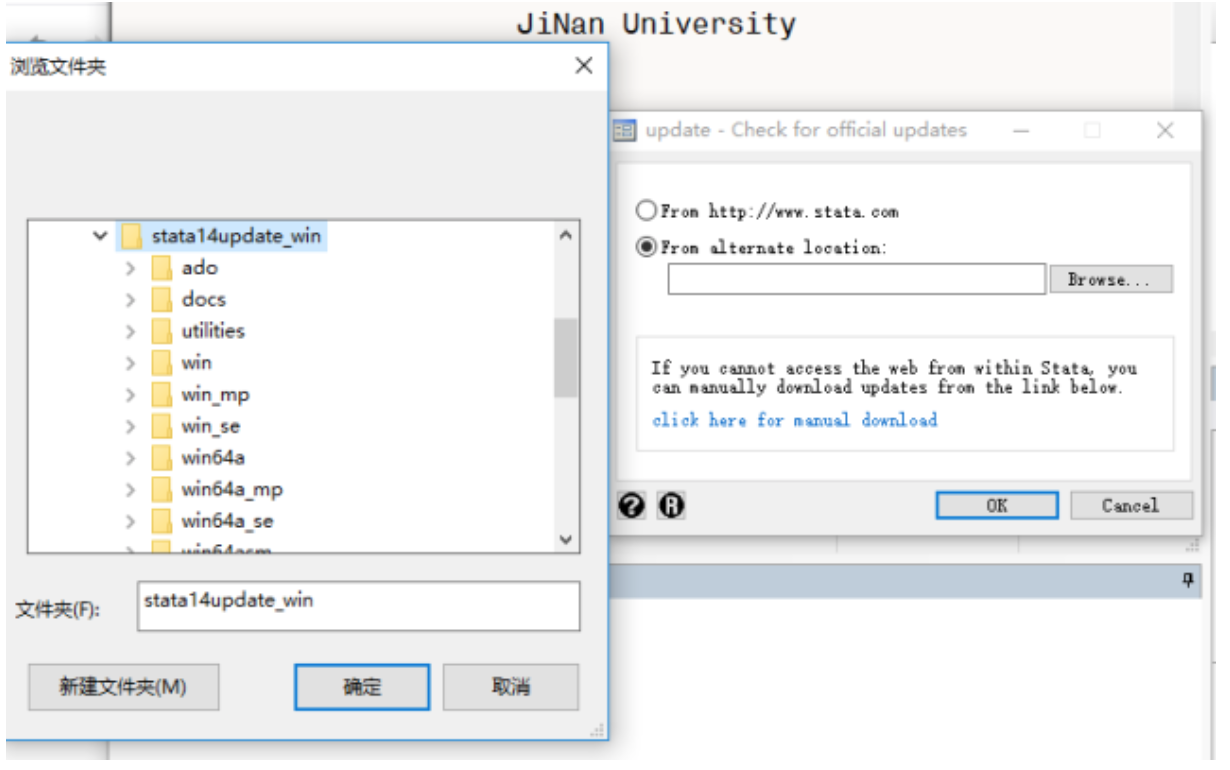 JiNan University
浏览文件夹
stata14update_win
ado
docs
utilities
win
win_mp
win_se
win64a
win64a_mp
win64a_se
win64asm
文件夹(F):
stata14update_win
新建文件夹(M)
确定
取消
update - Check for official updates
From http://www.stata.com
From alternate location:
Browse...
If you cannot access the web from within Stata, you
can manually download updates from the link below.
click here for manual download
? R
OK
Cancel